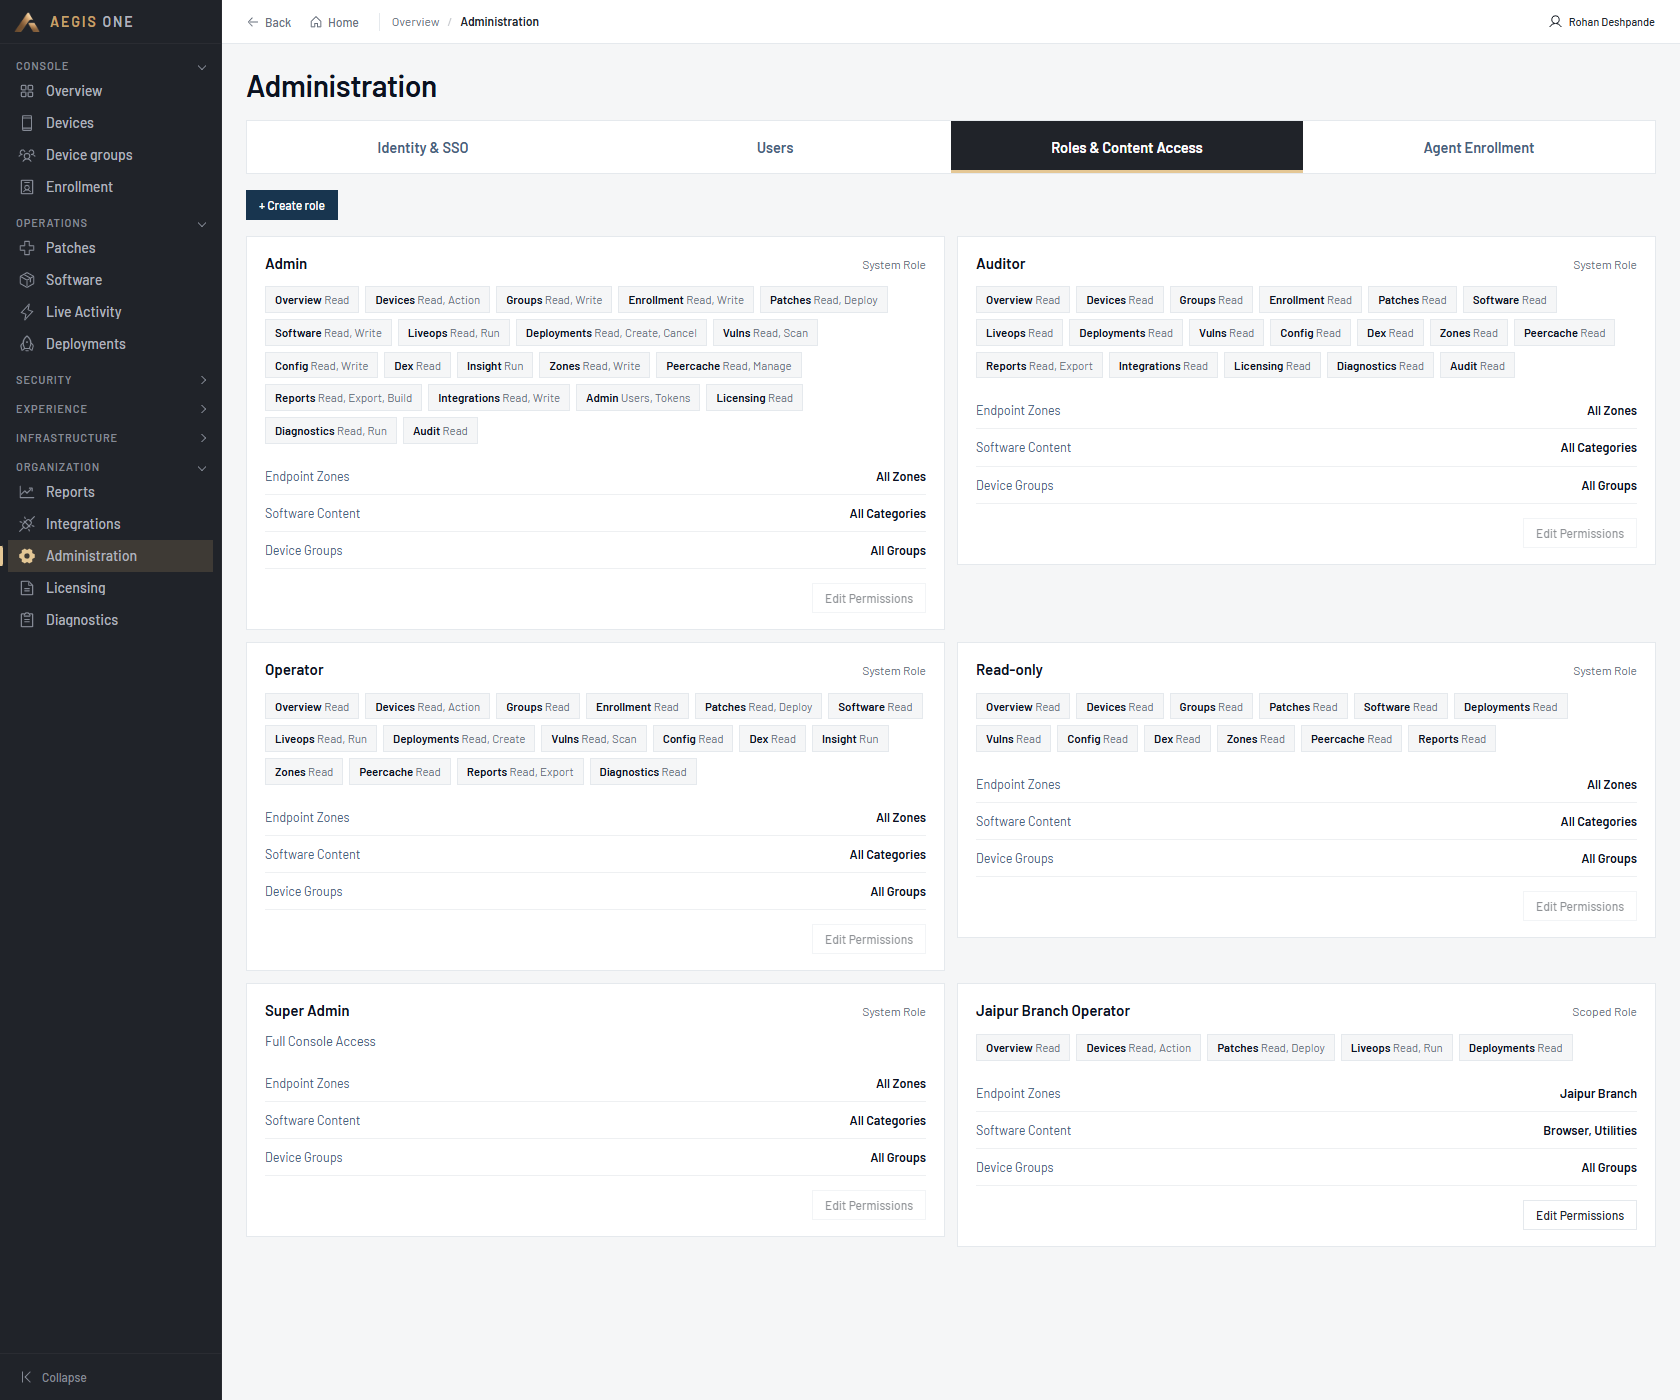 AEGIS ONE
CONSOLE
Overview
Devices
Device groups
Enrollment
OPERATIONS
Patches
Software
Live Activity
Deployments
SECURITY
EXPERIENCE
INFRASTRUCTURE
ORGANIZATION
Reports
Integrations
Administration
Licensing
Diagnostics
Collapse
Back Home Overview / Administration
Rohan Deshpande
Administration
Identity & SSO Users Roles & Content Access Agent Enrollment
+ Create role
Admin System Role
Overview Read Devices Read, Action Groups Read, Write Enrollment Read, Write Patches Read, Deploy
Software Read, Write Liveops Read, Run Deployments Read, Create, Cancel Vulns Read, Scan
Config Read, Write Dex Read Insight Run Zones Read, Write Peercache Read, Manage
Reports Read, Export, Build Integrations Read, Write Admin Users, Tokens Licensing Read
Diagnostics Read, Run Audit Read
Endpoint Zones All Zones
Software Content All Categories
Device Groups All Groups
Edit Permissions
Auditor System Role
Overview Read Devices Read Groups Read Enrollment Read Patches Read Software Read
Liveops Read Deployments Read Vulns Read Config Read Dex Read Zones Read Peercache Read
Reports Read, Export Integrations Read Licensing Read Diagnostics Read Audit Read
Endpoint Zones All Zones
Software Content All Categories
Device Groups All Groups
Edit Permissions
Operator System Role
Overview Read Devices Read, Action Groups Read Enrollment Read Patches Read, Deploy Software Read
Liveops Read, Run Deployments Read, Create Vulns Read, Scan Config Read Dex Read Insight Run
Zones Read Peercache Read Reports Read, Export Diagnostics Read
Endpoint Zones All Zones
Software Content All Categories
Device Groups All Groups
Edit Permissions
Read-only System Role
Overview Read Devices Read Groups Read Patches Read Software Read Deployments Read
Vulns Read Config Read Dex Read Zones Read Peercache Read Reports Read
Endpoint Zones All Zones
Software Content All Categories
Device Groups All Groups
Edit Permissions
Super Admin System Role
Full Console Access
Endpoint Zones All Zones
Software Content All Categories
Device Groups All Groups
Edit Permissions
Jaipur Branch Operator Scoped Role
Overview Read Devices Read, Action Patches Read, Deploy Liveops Read, Run Deployments Read
Endpoint Zones Jaipur Branch
Software Content Browser, Utilities
Device Groups All Groups
Edit Permissions